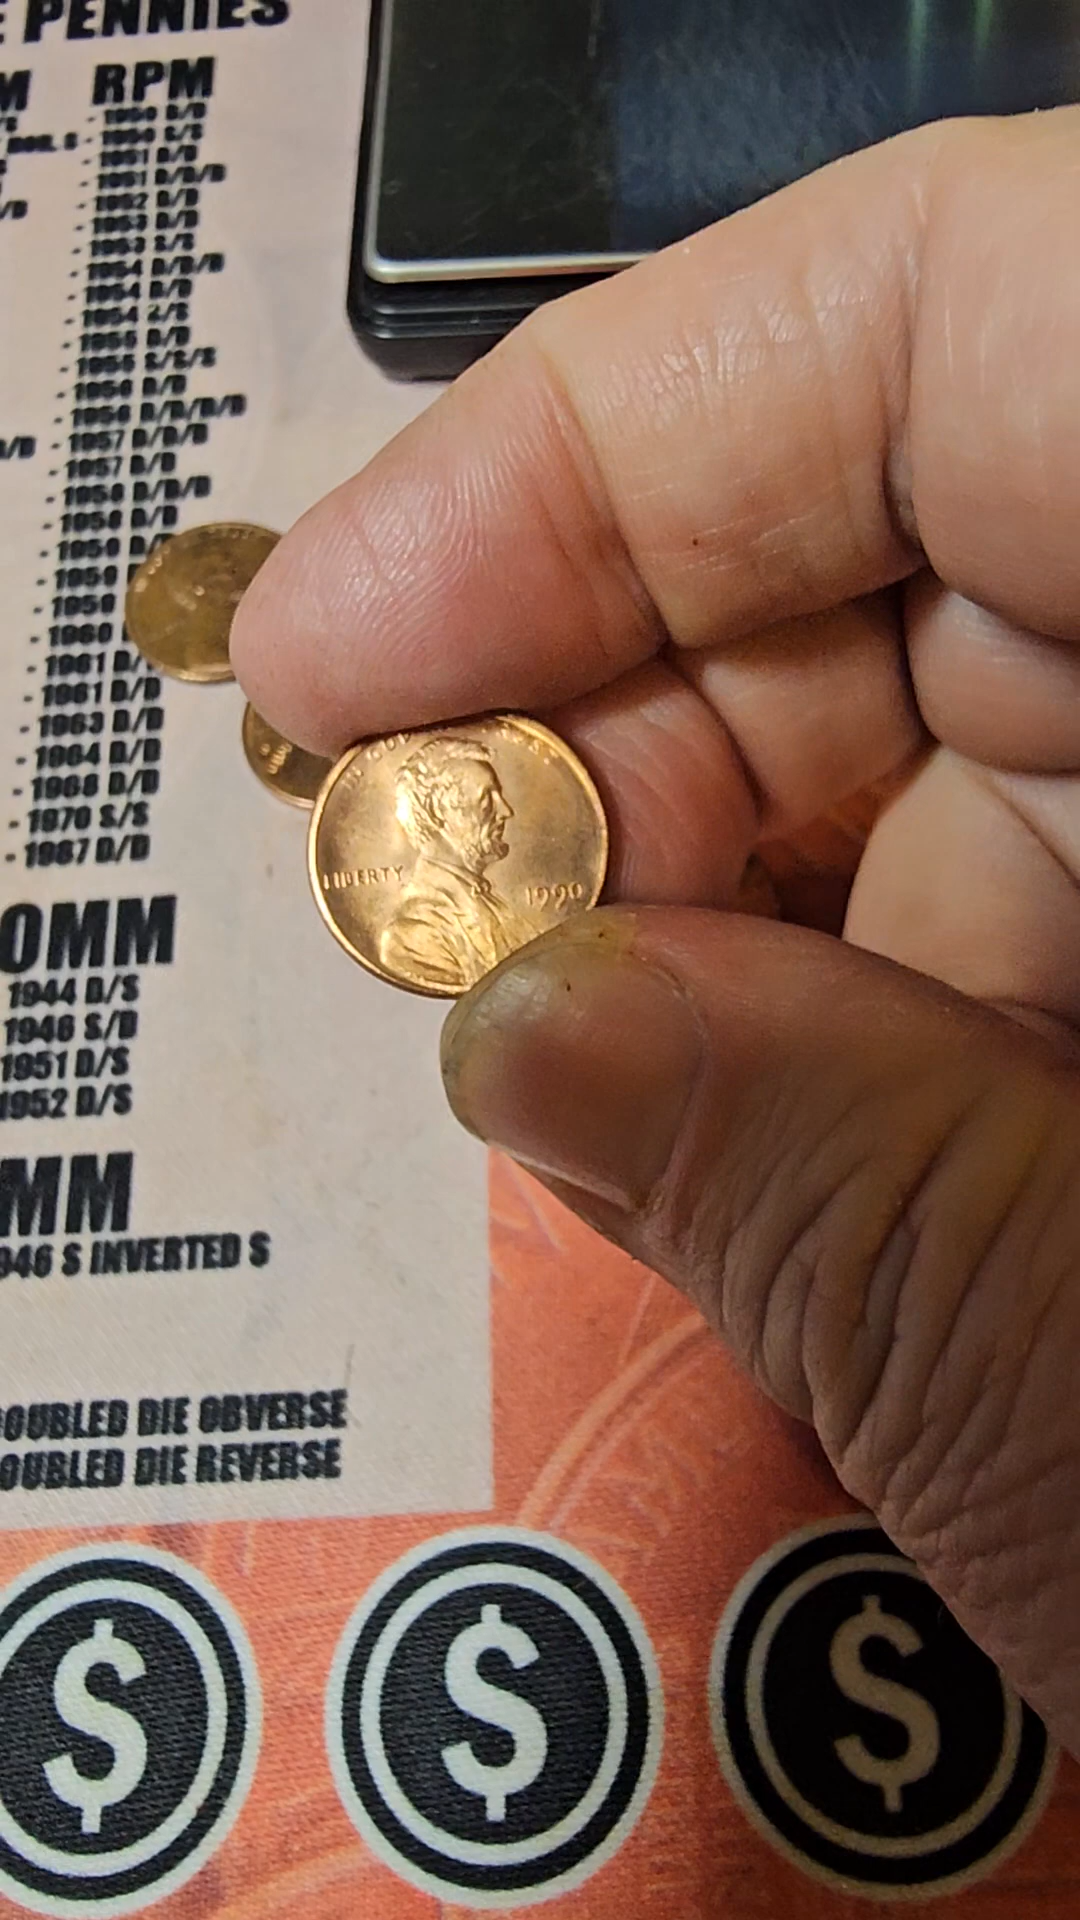 E PENNIES
M RPM
- 1950 D/D
- 1950 S/S
- 1951 D/D
- 1951 D/D/D
- 1952 D/D
- 1953 D/D
- 1953 S/S
- 1954 D/D/D
- 1954 D/D
- 1954 S/S
- 1955 D/D
- 1955 S/S/S
- 1956 D/D
- 1956 D/D/D/D
/D - 1957 D/D/D
- 1957 D/D
- 1958 D/D/D
- 1958 D/D
- 1959 D/
- 1959
- 1959
- 1960
- 1961 D/
- 1961 D/D
- 1963 D/D
- 1964 D/D
- 1968 D/D
- 1970 S/S
- 1987 D/D
IN GOD
LIBERTY
1990
OMM
1944 D/S
1946 S/D
1951 D/S
1952 D/S
MM
946 S INVERTED S
OUBLED DIE OBVERSE
OUBLED DIE REVERSE
$ $ $